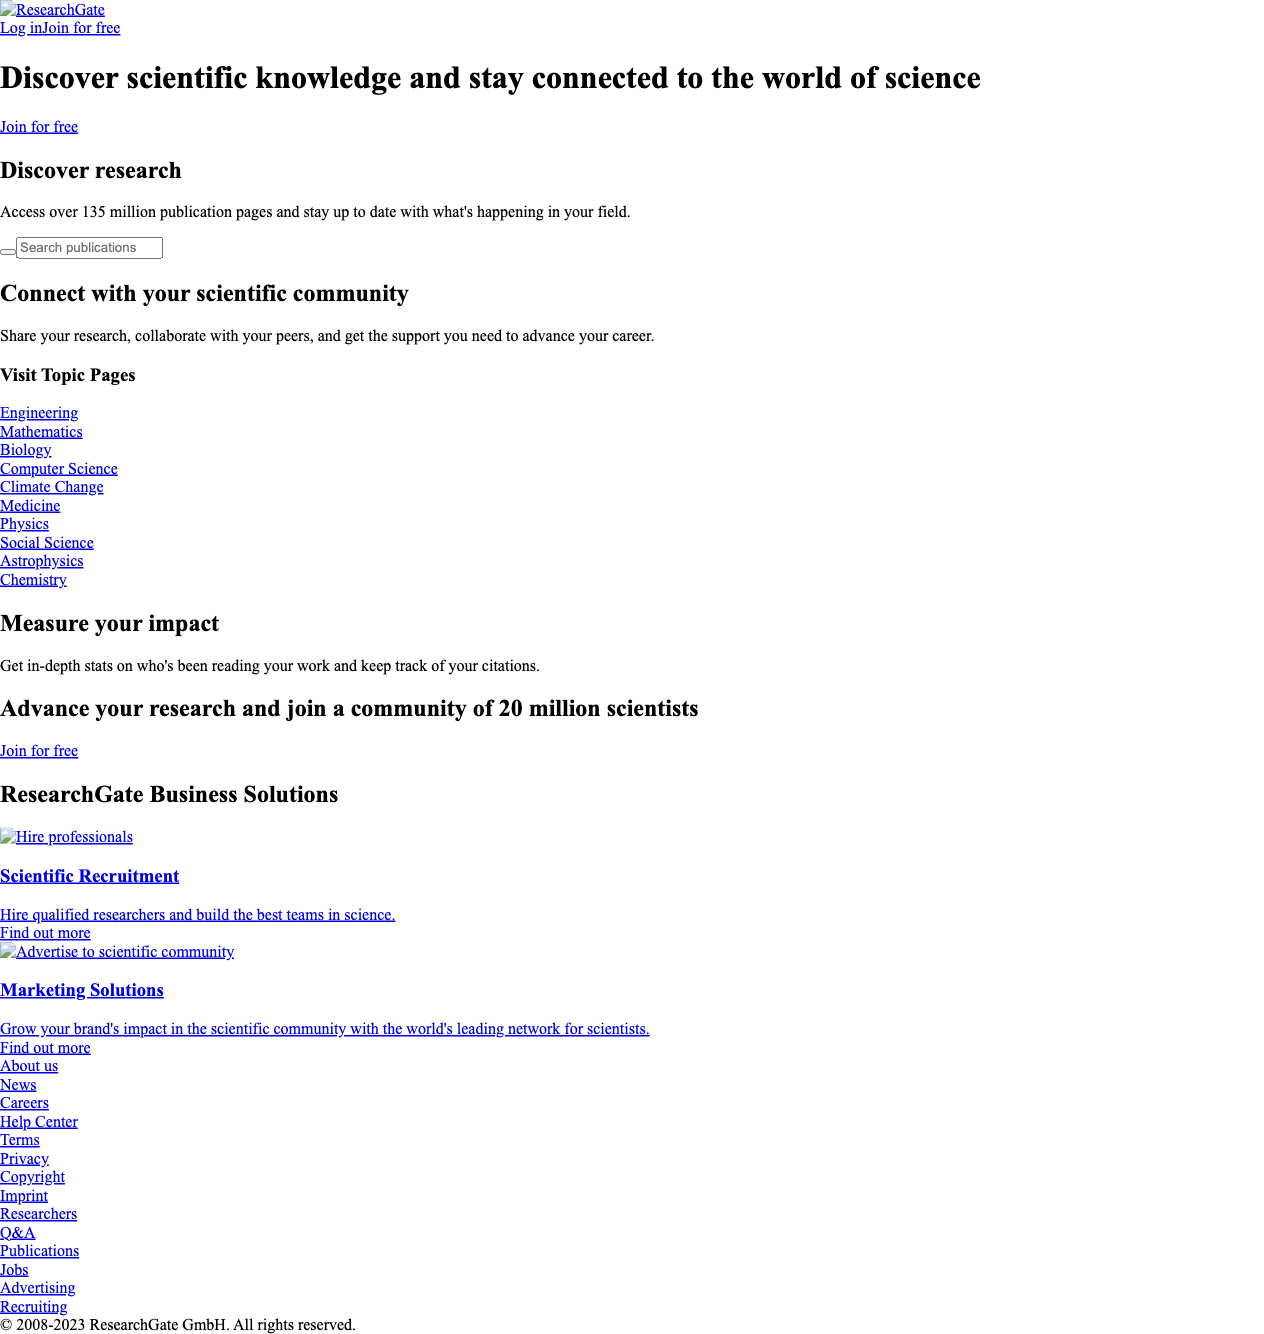 ResearchGate
Log inJoin for free
Discover scientific knowledge and stay connected to the world of science
Join for free
Discover research
Access over 135 million publication pages and stay up to date with what's happening in your field.
Search publications
Connect with your scientific community
Share your research, collaborate with your peers, and get the support you need to advance your career.
Visit Topic Pages
Engineering
Mathematics
Biology
Computer Science
Climate Change
Medicine
Physics
Social Science
Astrophysics
Chemistry
Measure your impact
Get in-depth stats on who's been reading your work and keep track of your citations.
Advance your research and join a community of 20 million scientists
Join for free
ResearchGate Business Solutions
Hire professionals
Scientific Recruitment
Hire qualified researchers and build the best teams in science.
Find out more
Advertise to scientific community
Marketing Solutions
Grow your brand's impact in the scientific community with the world's leading network for scientists.
Find out more
About us
News
Careers
Help Center
Terms
Privacy
Copyright
Imprint
Researchers
Q&A
Publications
Jobs
Advertising
Recruiting
© 2008-2023 ResearchGate GmbH. All rights reserved.